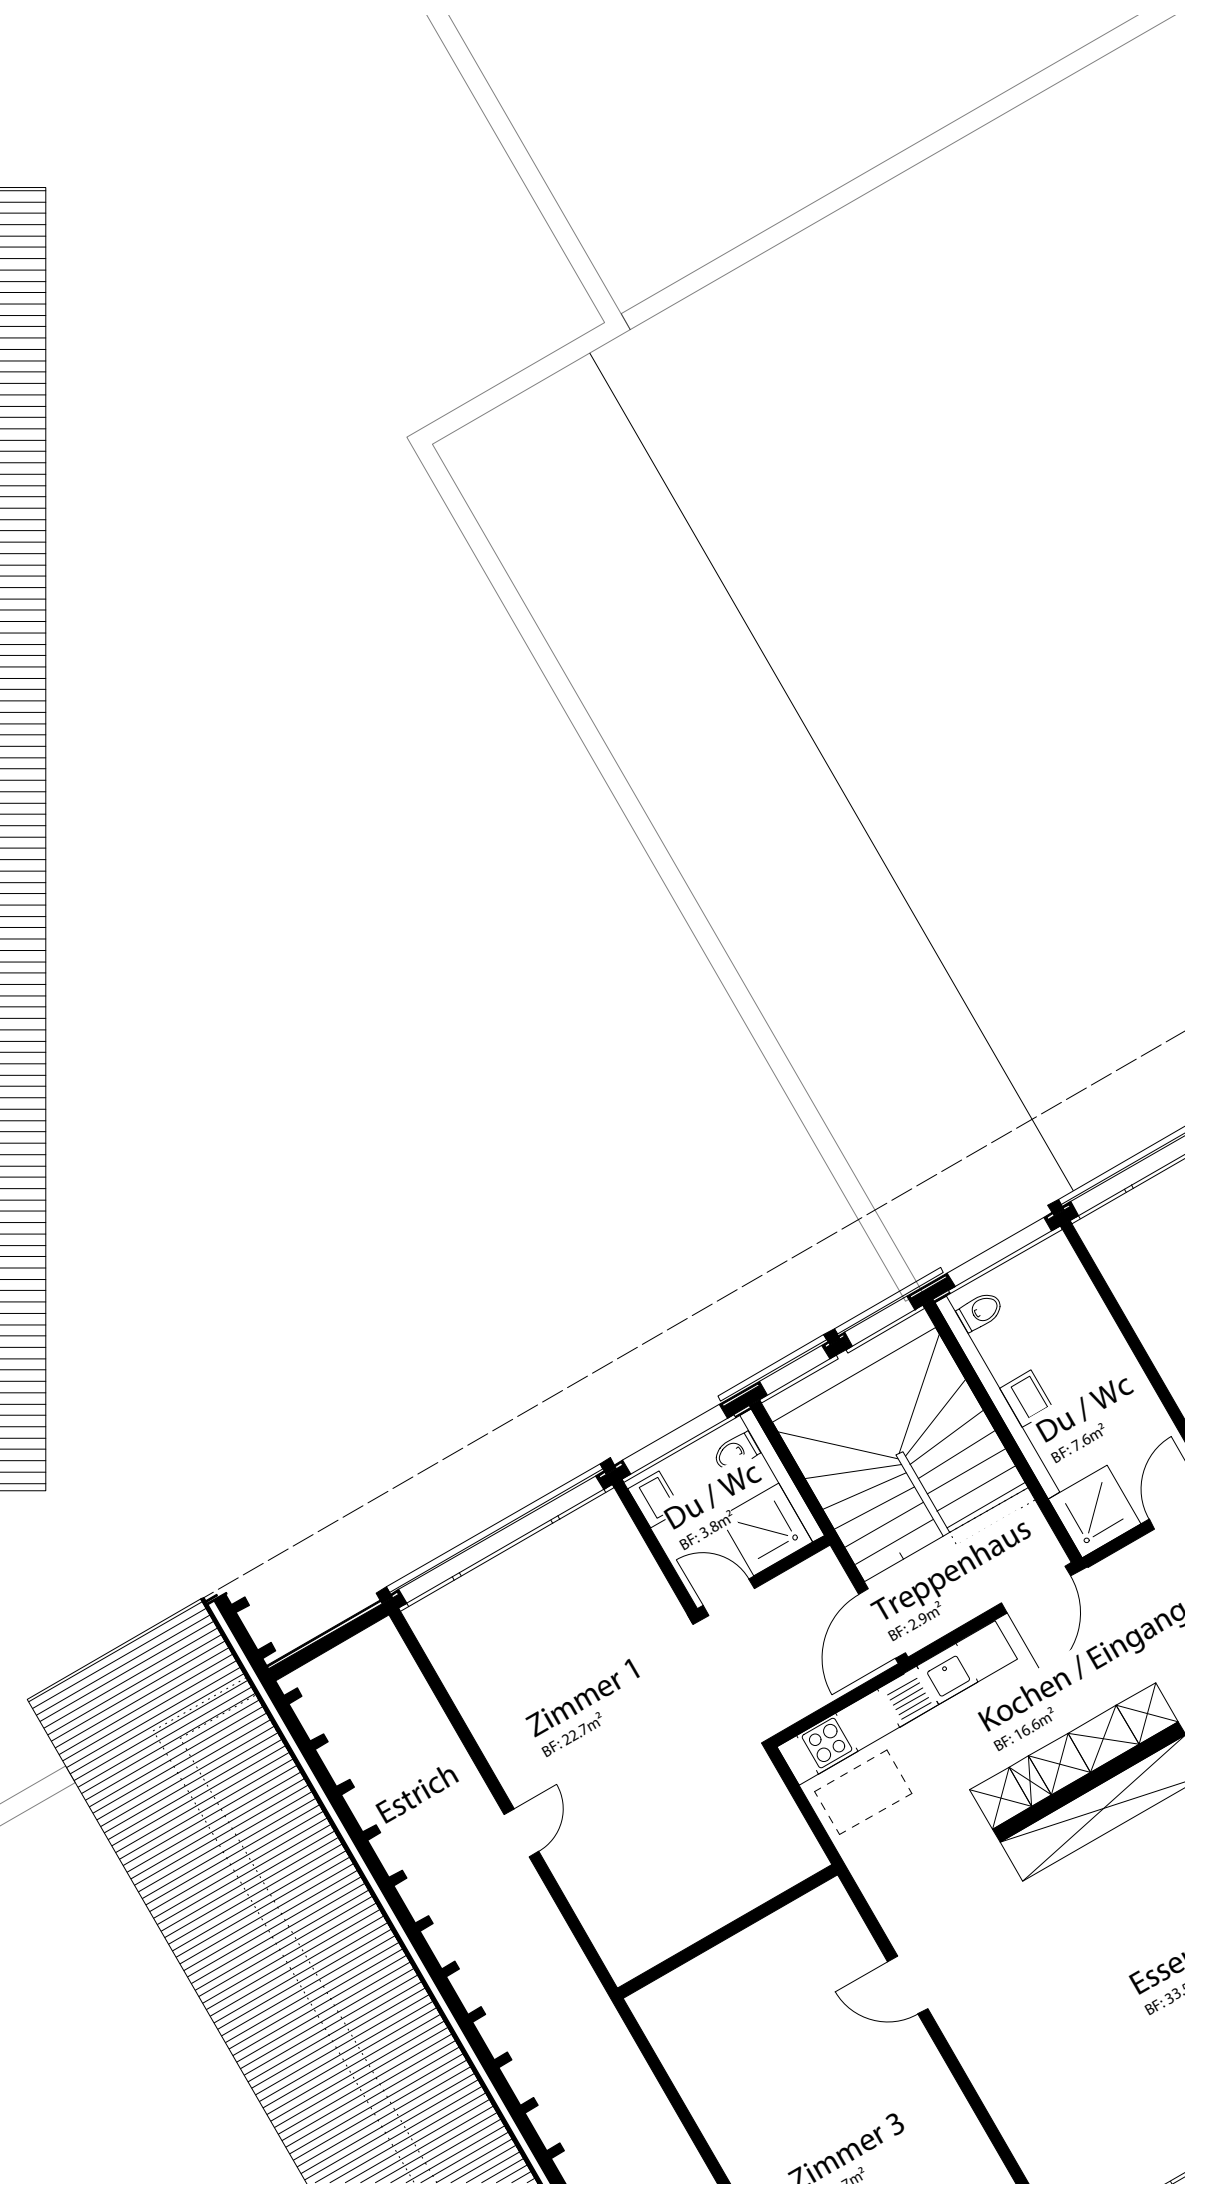 Du / Wc
BF: 7.6m²
Du / Wc
BF: 3.8m²
Treppenhaus
BF: 2.9m²
Kochen / Eingang
BF: 16.6m²
Zimmer 1
BF: 22.7m²
Estrich
Zimmer 3